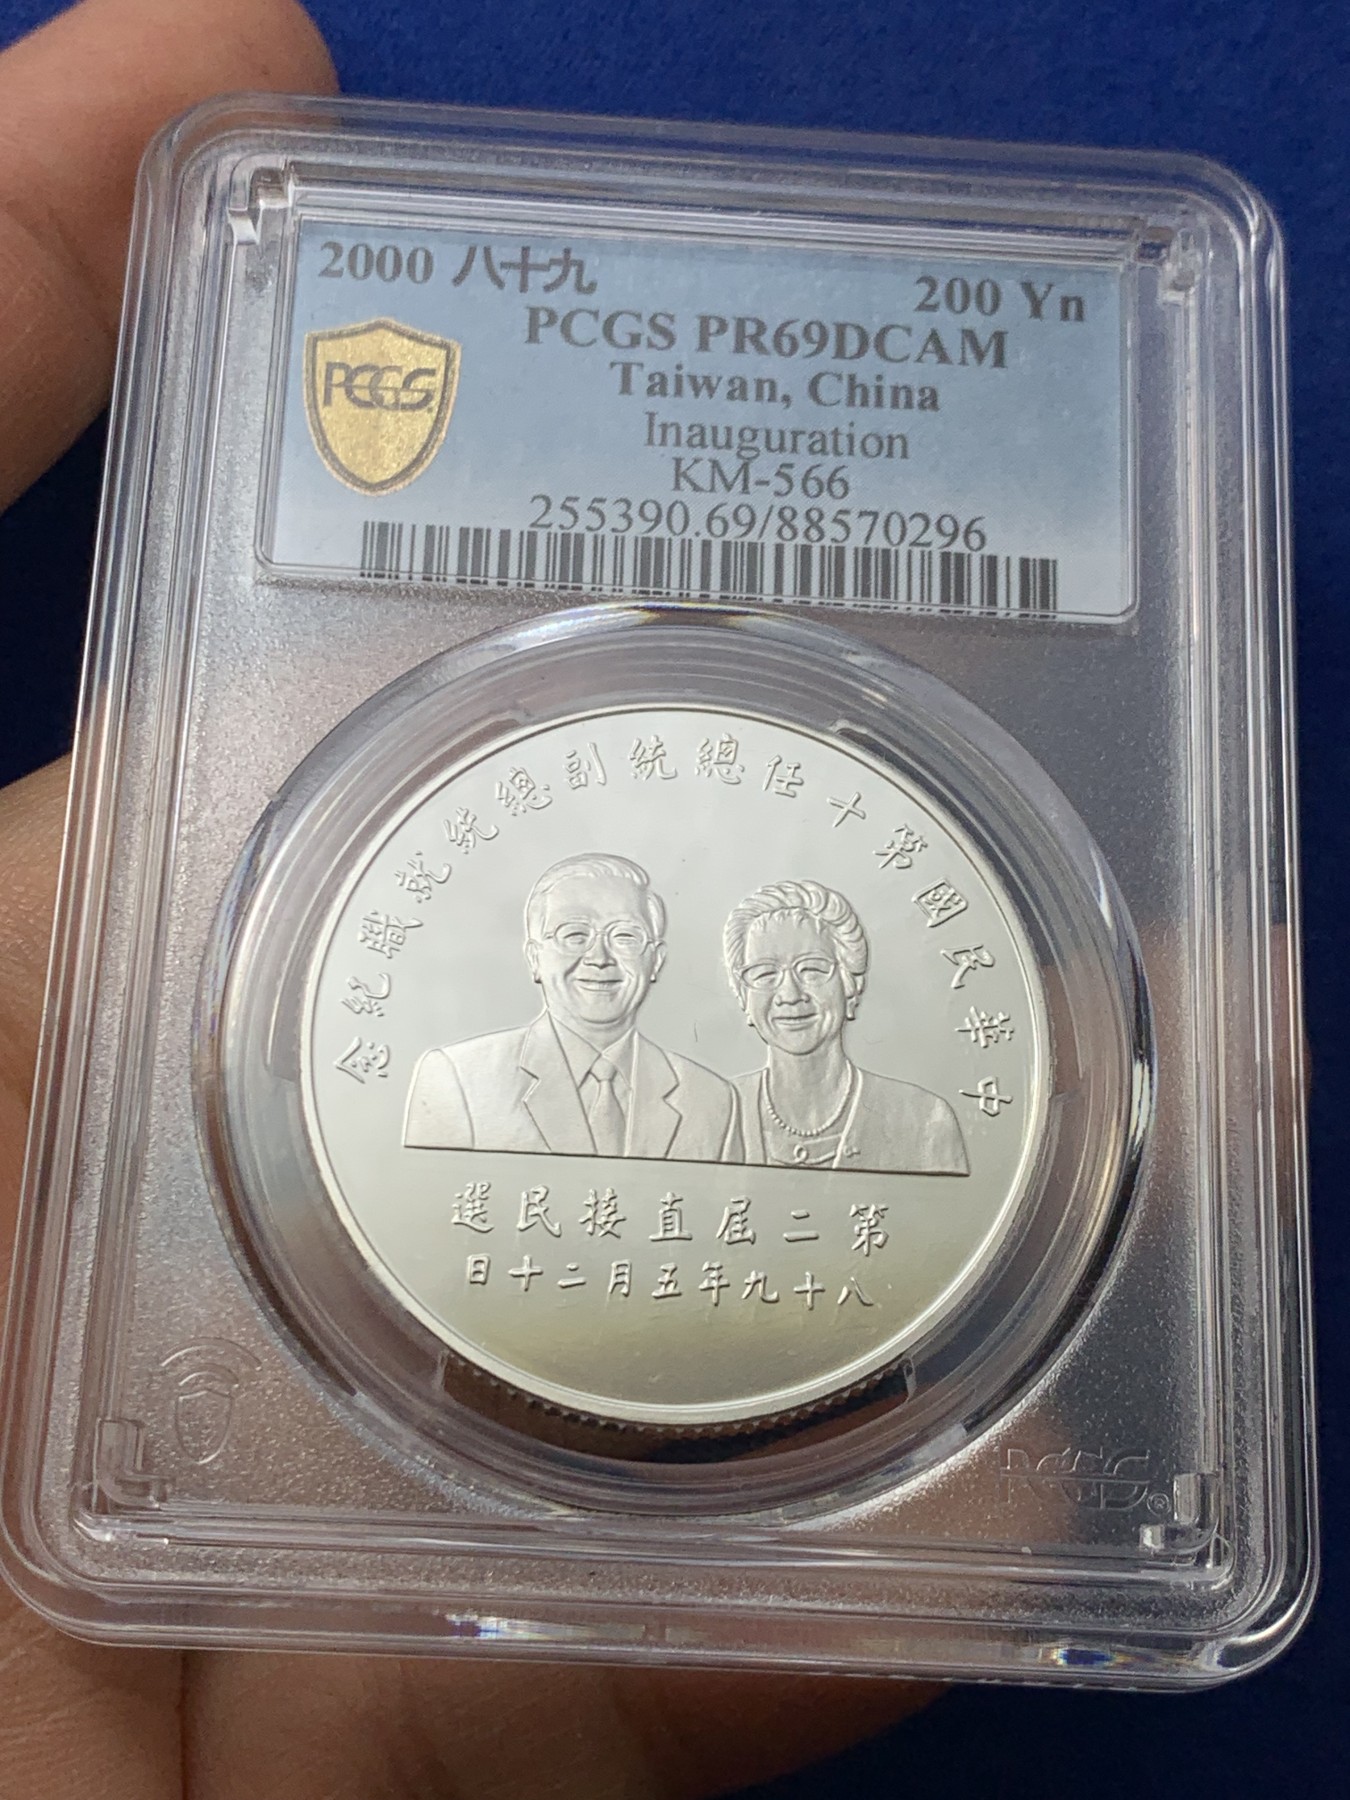 2000 八十九
200 Yn
PCGS PR69DCAM
PCGS
Taiwan, China
Inauguration
KM-566
255390.69/88570296
中華民國第十任總統副總統就職紀念
第二屆直接民選
八十九年五月二十日
PCGS®